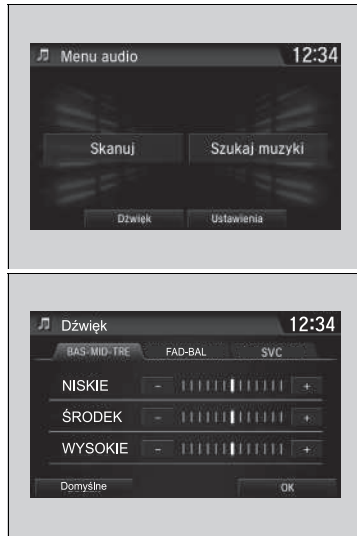 Menu audio 12:34
Skanuj Szukaj muzyki
Dźwięk Ustawienia
Dźwięk 12:34
BAS-MID-TRE FAD-BAL SVC
NISKIE - +
ŚRODEK - +
WYSOKIE - +
Domyślne OK